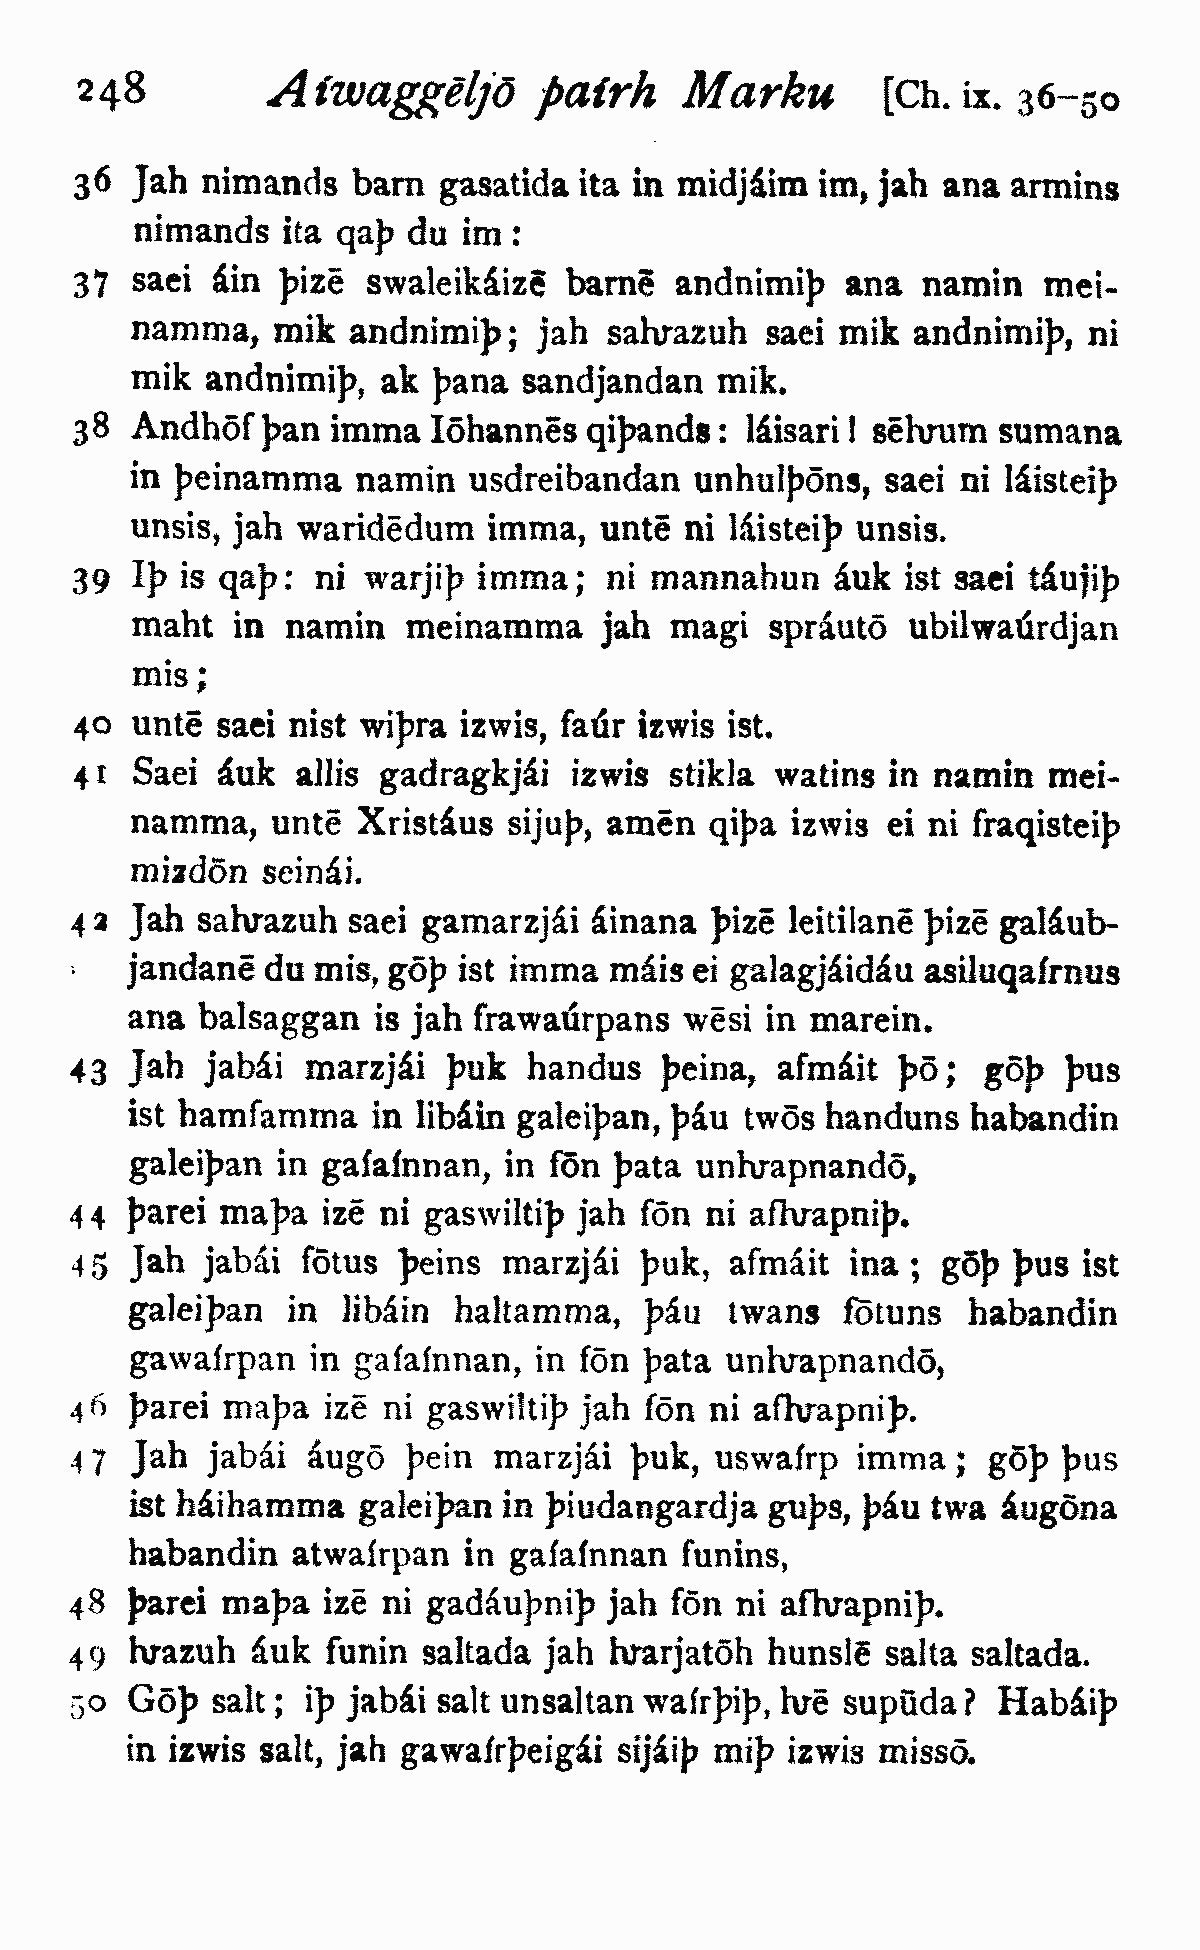 248 Aíwaggēljō þaírh Marku [Ch. ix. 36–50
36 Jah nimands barn gasatida ita in midjáim im, jah ana armins
nimands ita qaþ du im :
37 saei áin þizē swaleikáizē barnē andnimiþ ana namin mei-
namma, mik andnimiþ; jah saƕazuh saei mik andnimiþ, ni
mik andnimiþ, ak þana sandjandan mik.
38 Andhōf þan imma Iōhannēs qiþands : láisari! sēƕum sumana
in þeinamma namin usdreibandan unhulþōns, saei ni láisteiþ
unsis, jah waridēdum imma, untē ni láisteiþ unsis.
39 Iþ is qaþ: ni warjiþ imma; ni mannahun áuk ist saei táujiþ
maht in namin meinamma jah magi spráutō ubilwaúrdjan
mis;
40 untē saei nist wiþra izwis, faúr izwis ist.
41 Saei áuk allis gadragkjái izwis stikla watins in namin mei-
namma, untē Xristáus sijuþ, amēn qiþa izwis ei ni fraqisteiþ
mizdōn seinái.
42 Jah saƕazuh saei gamarzjái áinana þizē leitilanē þizē galáub-
jandanē du mis, gōþ ist imma máis ei galagjáidáu asiluqaírnus
ana balsaggan is jah frawaúrpans wēsi in marein.
43 Jah jabái marzjái þuk handus þeina, afmáit þō; gōþ þus
ist hamfamma in libáin galeiþan, þáu twōs handuns habandin
galeiþan in gaíaínnan, in fōn þata unƕapnandō,
44 þarei maþa izē ni gaswiltiþ jah fōn ni afƕapniþ.
45 Jah jabái fōtus þeins marzjái þuk, afmáit ina ; gōþ þus ist
galeiþan in libáin haltamma, þáu twans fōtuns habandin
gawaírpan in gaíaínnan, in fōn þata unƕapnandō,
46 þarei maþa izē ni gaswiltiþ jah fōn ni afƕapniþ.
47 Jah jabái áugō þein marzjái þuk, uswaírp imma ; gōþ þus
ist háihamma galeiþan in þiudangardja guþs, þáu twa áugōna
habandin atwaírpan in gaíaínnan funins,
48 þarei maþa izē ni gadáuþniþ jah fōn ni afƕapniþ.
49 ƕazuh áuk funin saltada jah ƕarjatōh hunslē salta saltada.
50 Gōþ salt ; iþ jabái salt unsaltan waírþiþ, ƕē supūda? Habáiþ
in izwis salt, jah gawaírþeigái sijáiþ miþ izwis missō.